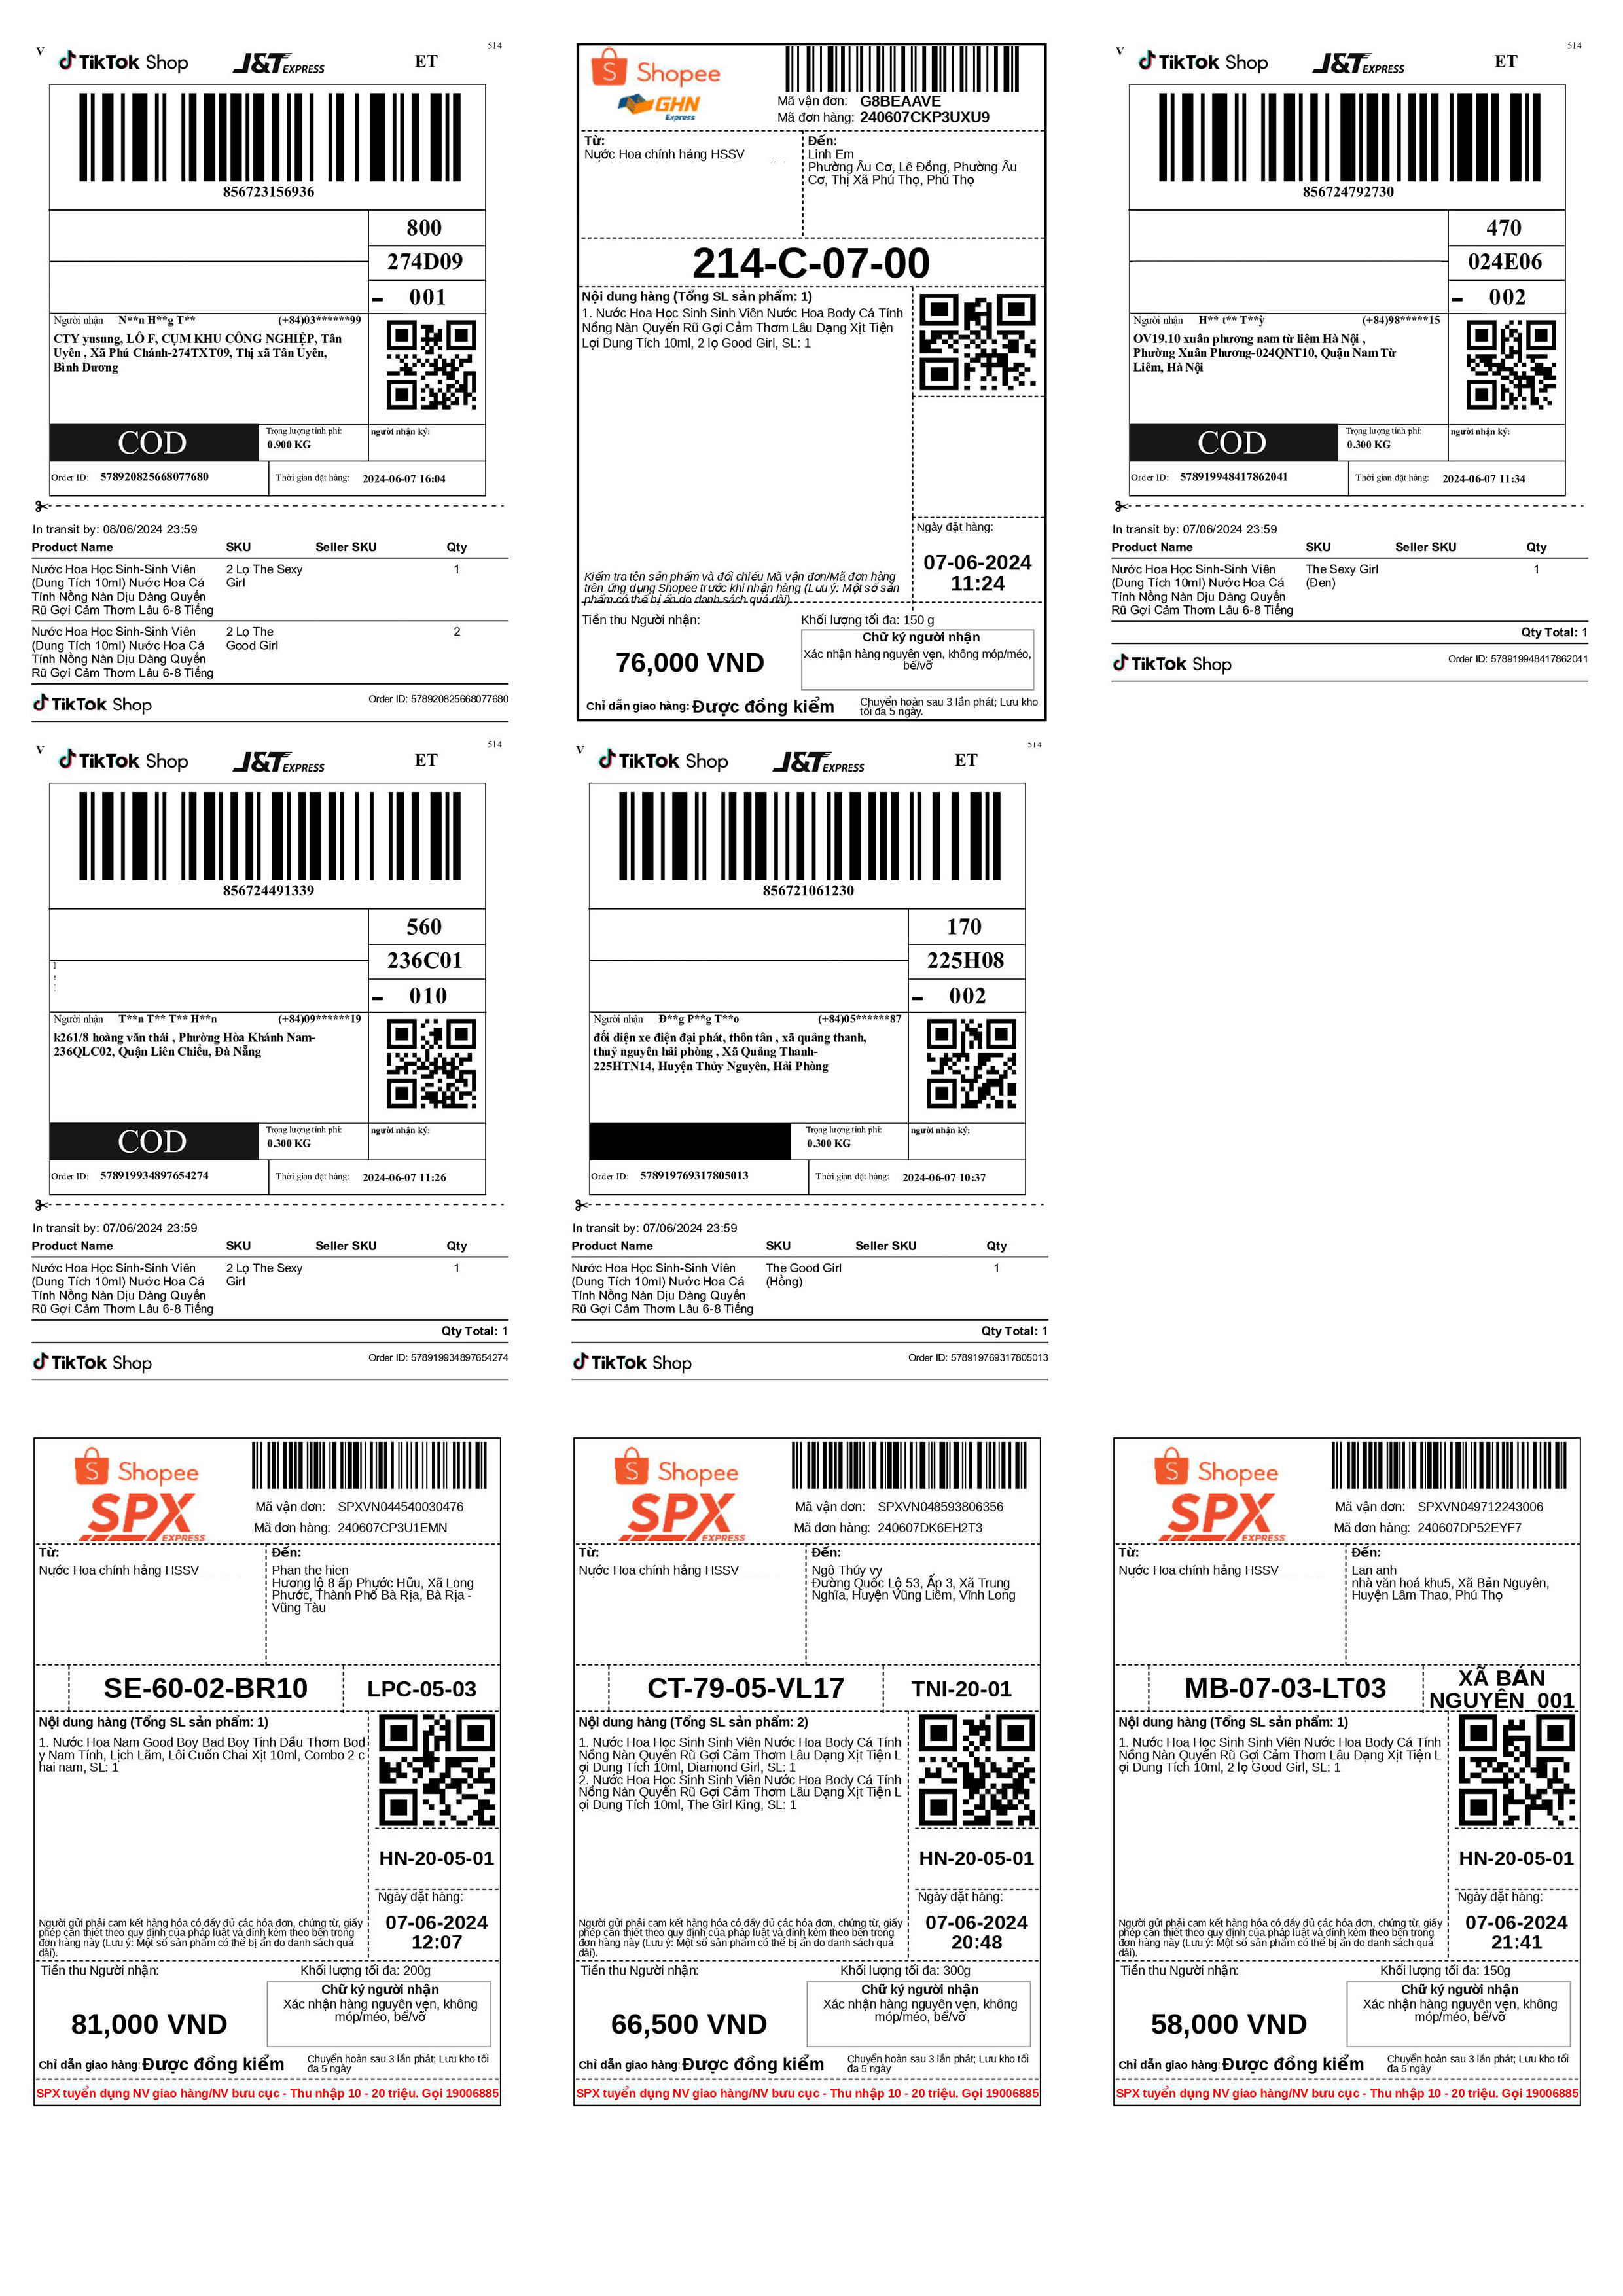 V
TikTok Shop
J&T EXPRESS
ET
514
856723156936
800
274D09
- 001
Người nhận N**n H**g T** (+84)03******99
CTY yusung, LÔ F, CỤM KHU CÔNG NGHIỆP, Tân
Uyên , Xã Phú Chánh-274TXT09, Thị xã Tân Uyên,
Bình Dương
COD
Trọng lượng tính phí:
0.900 KG
người nhận ký:
Order ID: 578920825668077680
Thời gian đặt hàng: 2024-06-07 16:04
In transit by: 08/06/2024 23:59
Product Name SKU Seller SKU Qty
Nước Hoa Học Sinh-Sinh Viên 2 Lọ The Sexy 1
(Dung Tích 10ml) Nước Hoa Cá Girl
Tính Nồng Nàn Dịu Dàng Quyến
Rũ Gợi Cảm Thơm Lâu 6-8 Tiếng
Nước Hoa Học Sinh-Sinh Viên 2 Lọ The 2
(Dung Tích 10ml) Nước Hoa Cá Good Girl
Tính Nồng Nàn Dịu Dàng Quyến
Rũ Gợi Cảm Thơm Lâu 6-8 Tiếng
TikTok Shop
Order ID: 578920825668077680
Shopee
GHN
Express
Mã vận đơn: G8BEAAVE
Mã đơn hàng: 240607CKP3UXU9
Từ:
Nước Hoa chính hãng HSSV
Đến:
Linh Em
Phường Âu Cơ, Lê Đồng, Phường Âu
Cơ, Thị Xã Phú Thọ, Phú Thọ
214-C-07-00
Nội dung hàng (Tổng SL sản phẩm: 1)
1. Nước Hoa Học Sinh Sinh Viên Nước Hoa Body Cá Tính
Nồng Nàn Quyến Rũ Gợi Cảm Thơm Lâu Dạng Xịt Tiện
Lợi Dung Tích 10ml, 2 lọ Good Girl, SL: 1
Ngày đặt hàng:
07-06-2024
11:24
Kiểm tra tên sản phẩm và đối chiếu Mã vận đơn/Mã đơn hàng
trên ứng dụng Shopee trước khi nhận hàng (Lưu ý: Một số sản
phẩm có thể bị ẩn do danh sách quá dài).
Tiền thu Người nhận:
76,000 VND
Khối lượng tối đa: 150 g
Chữ ký người nhận
Xác nhận hàng nguyên vẹn, không móp/méo,
bể/vỡ
Chỉ dẫn giao hàng: Được đồng kiểm
Chuyển hoàn sau 3 lần phát; Lưu kho
tối đa 5 ngày.
V
TikTok Shop
J&T EXPRESS
ET
514
856724792730
470
024E06
- 002
Người nhận H** t** T**ỳ (+84)98*****15
OV19.10 xuân phương nam từ liêm Hà Nội ,
Phường Xuân Phương-024QNT10, Quận Nam Từ
Liêm, Hà Nội
COD
Trọng lượng tính phí:
0.300 KG
người nhận ký:
Order ID: 578919948417862041
Thời gian đặt hàng: 2024-06-07 11:34
In transit by: 07/06/2024 23:59
Product Name SKU Seller SKU Qty
Nước Hoa Học Sinh-Sinh Viên The Sexy Girl 1
(Dung Tích 10ml) Nước Hoa Cá (Đen)
Tính Nồng Nàn Dịu Dàng Quyến
Rũ Gợi Cảm Thơm Lâu 6-8 Tiếng
Qty Total: 1
TikTok Shop
Order ID: 578919948417862041
V
TikTok Shop
J&T EXPRESS
ET
514
856724491339
560
236C01
- 010
Người nhận T**n T** T** H**n (+84)09******19
k261/8 hoàng văn thái , Phường Hòa Khánh Nam-
236QLC02, Quận Liên Chiểu, Đà Nẵng
COD
Trọng lượng tính phí:
0.300 KG
người nhận ký:
Order ID: 578919934897654274
Thời gian đặt hàng: 2024-06-07 11:26
In transit by: 07/06/2024 23:59
Product Name SKU Seller SKU Qty
Nước Hoa Học Sinh-Sinh Viên 2 Lọ The Sexy 1
(Dung Tích 10ml) Nước Hoa Cá Girl
Tính Nồng Nàn Dịu Dàng Quyến
Rũ Gợi Cảm Thơm Lâu 6-8 Tiếng
Qty Total: 1
TikTok Shop
Order ID: 578919934897654274
V
TikTok Shop
J&T EXPRESS
ET
514
856721061230
170
225H08
- 002
Người nhận Đ**g P**g T**o (+84)05******87
đối diện xe điện đại phát, thôn tân , xã quảng thanh,
thuỷ nguyên hải phòng , Xã Quảng Thanh-
225HTN14, Huyện Thủy Nguyên, Hải Phòng
Trọng lượng tính phí:
0.300 KG
người nhận ký:
Order ID: 578919769317805013
Thời gian đặt hàng: 2024-06-07 10:37
In transit by: 07/06/2024 23:59
Product Name SKU Seller SKU Qty
Nước Hoa Học Sinh-Sinh Viên The Good Girl 1
(Dung Tích 10ml) Nước Hoa Cá (Hồng)
Tính Nồng Nàn Dịu Dàng Quyến
Rũ Gợi Cảm Thơm Lâu 6-8 Tiếng
Qty Total: 1
TikTok Shop
Order ID: 578919769317805013
Shopee
SPX
EXPRESS
Mã vận đơn: SPXVN044540030476
Mã đơn hàng: 240607CP3U1EMN
Từ:
Nước Hoa chính hãng HSSV
Đến:
Phan the hien
Hương lộ 8 ấp Phước Hữu, Xã Long
Phước, Thành Phố Bà Rịa, Bà Rịa -
Vũng Tàu
SE-60-02-BR10
LPC-05-03
Nội dung hàng (Tổng SL sản phẩm: 1)
1. Nước Hoa Nam Good Boy Bad Boy Tinh Dầu Thơm Bod
y Nam Tính, Lịch Lãm, Lôi Cuốn Chai Xịt 10ml, Combo 2 c
hai nam, SL: 1
HN-20-05-01
Ngày đặt hàng:
07-06-2024
12:07
Người gửi phải cam kết hàng hóa có đầy đủ các hóa đơn, chứng từ, giấy
phép cần thiết theo quy định của pháp luật và đính kèm theo bên trong
đơn hàng này (Lưu ý: Một số sản phẩm có thể bị ẩn do danh sách quá
dài).
Tiền thu Người nhận:
81,000 VND
Khối lượng tối đa: 200g
Chữ ký người nhận
Xác nhận hàng nguyên vẹn, không
móp/méo, bể/vỡ
Chỉ dẫn giao hàng: Được đồng kiểm
Chuyển hoàn sau 3 lần phát; Lưu kho tối
đa 5 ngày
SPX tuyển dụng NV giao hàng/NV bưu cục - Thu nhập 10 - 20 triệu. Gọi 19006885
Shopee
SPX
EXPRESS
Mã vận đơn: SPXVN048593806356
Mã đơn hàng: 240607DK6EH2T3
Từ:
Nước Hoa chính hãng HSSV
Đến:
Ngô Thúy vy
Đường Quốc Lộ 53, Ấp 3, Xã Trung
Nghĩa, Huyện Vũng Liêm, Vĩnh Long
CT-79-05-VL17
TNI-20-01
Nội dung hàng (Tổng SL sản phẩm: 2)
1. Nước Hoa Học Sinh Sinh Viên Nước Hoa Body Cá Tính
Nồng Nàn Quyến Rũ Gợi Cảm Thơm Lâu Dạng Xịt Tiện L
ợi Dung Tích 10ml, Diamond Girl, SL: 1
2. Nước Hoa Học Sinh Sinh Viên Nước Hoa Body Cá Tính
Nồng Nàn Quyến Rũ Gợi Cảm Thơm Lâu Dạng Xịt Tiện L
ợi Dung Tích 10ml, The Girl King, SL: 1
HN-20-05-01
Ngày đặt hàng:
07-06-2024
20:48
Người gửi phải cam kết hàng hóa có đầy đủ các hóa đơn, chứng từ, giấy
phép cần thiết theo quy định của pháp luật và đính kèm theo bên trong
đơn hàng này (Lưu ý: Một số sản phẩm có thể bị ẩn do danh sách quá
dài).
Tiền thu Người nhận:
66,500 VND
Khối lượng tối đa: 300g
Chữ ký người nhận
Xác nhận hàng nguyên vẹn, không
móp/méo, bể/vỡ
Chỉ dẫn giao hàng: Được đồng kiểm
Chuyển hoàn sau 3 lần phát; Lưu kho tối
đa 5 ngày
SPX tuyển dụng NV giao hàng/NV bưu cục - Thu nhập 10 - 20 triệu. Gọi 19006885
Shopee
SPX
EXPRESS
Mã vận đơn: SPXVN049712243006
Mã đơn hàng: 240607DP52EYF7
Từ:
Nước Hoa chính hãng HSSV
Đến:
Lan anh
nhà văn hoá khu5, Xã Bản Nguyên,
Huyện Lâm Thao, Phú Thọ
MB-07-03-LT03
XÃ BẢN
NGUYÊN_001
Nội dung hàng (Tổng SL sản phẩm: 1)
1. Nước Hoa Học Sinh Sinh Viên Nước Hoa Body Cá Tính
Nồng Nàn Quyến Rũ Gợi Cảm Thơm Lâu Dạng Xịt Tiện L
ợi Dung Tích 10ml, 2 lọ Good Girl, SL: 1
HN-20-05-01
Ngày đặt hàng:
07-06-2024
21:41
Người gửi phải cam kết hàng hóa có đầy đủ các hóa đơn, chứng từ, giấy
phép cần thiết theo quy định của pháp luật và đính kèm theo bên trong
đơn hàng này (Lưu ý: Một số sản phẩm có thể bị ẩn do danh sách quá
dài).
Tiền thu Người nhận:
58,000 VND
Khối lượng tối đa: 150g
Chữ ký người nhận
Xác nhận hàng nguyên vẹn, không
móp/méo, bể/vỡ
Chỉ dẫn giao hàng: Được đồng kiểm
Chuyển hoàn sau 3 lần phát; Lưu kho tối
đa 5 ngày
SPX tuyển dụng NV giao hàng/NV bưu cục - Thu nhập 10 - 20 triệu. Gọi 19006885